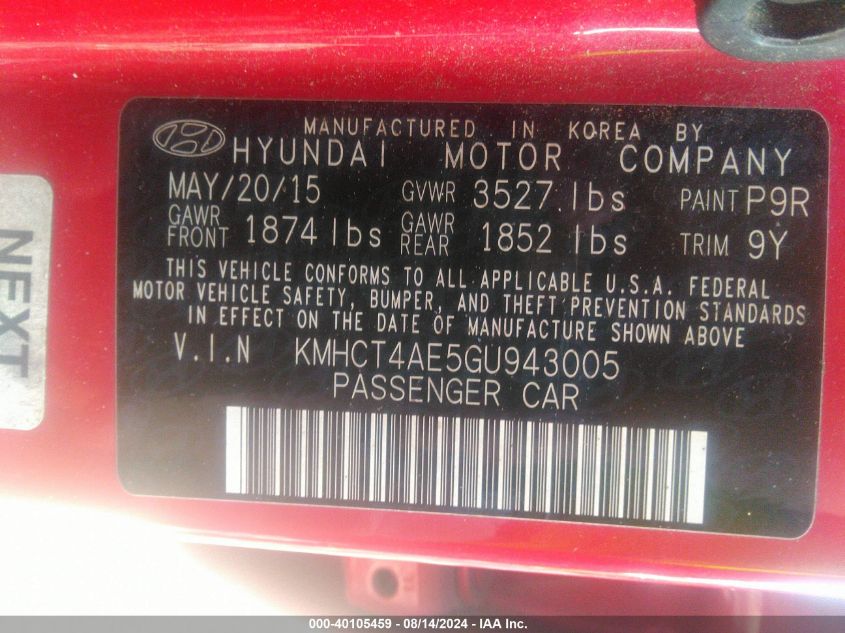 MANUFACTURED IN KOREA BY
HYUNDAI MOTOR COMPANY
MAY/20/15 GVWR 3527 lbs PAINT P9R
GAWR FRONT 1874 lbs GAWR REAR 1852 lbs TRIM 9Y
THIS VEHICLE CONFORMS TO ALL APPLICABLE U.S.A. FEDERAL
MOTOR VEHICLE SAFETY, BUMPER, AND THEFT PREVENTION STANDARDS
IN EFFECT ON THE DATE OF MANUFACTURE SHOWN ABOVE
V.I.N KMHCT4AE5GU943005
PASSENGER CAR
NEXT
000-40105459 - 08/14/2024 - IAA Inc.